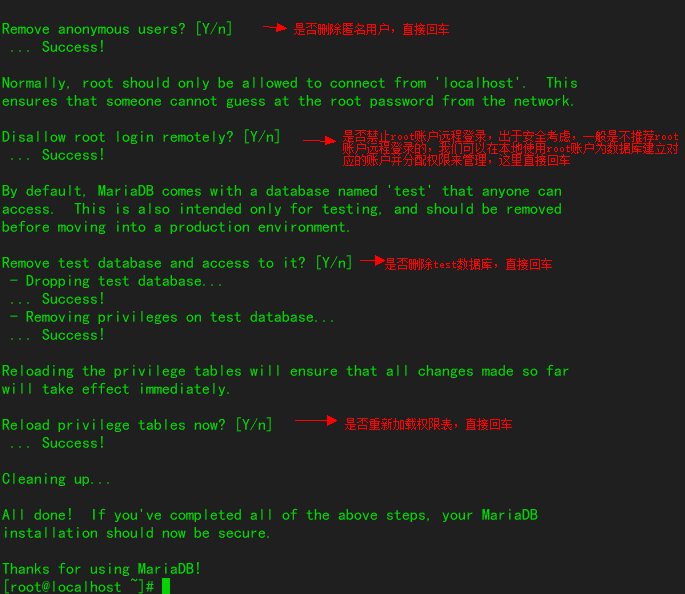 Remove anonymous users? [Y/n] 是否删除匿名用户，直接回车
... Success!
Normally, root should only be allowed to connect from 'localhost'. This
ensures that someone cannot guess at the root password from the network.
Disallow root login remotely? [Y/n] 是否禁止root账户远程登录，出于安全考虑，一般是不推荐root
账户远程登录的，我们可以在本地使用root账户为数据库建立对
应的账户并分配权限来管理，这里直接回车
... Success!
By default, MariaDB comes with a database named 'test' that anyone can
access. This is also intended only for testing, and should be removed
before moving into a production environment.
Remove test database and access to it? [Y/n] 是否删除test数据库，直接回车
- Dropping test database...
... Success!
- Removing privileges on test database...
... Success!
Reloading the privilege tables will ensure that all changes made so far
will take effect immediately.
Reload privilege tables now? [Y/n] 是否重新加载权限表，直接回车
... Success!
Cleaning up...
All done! If you've completed all of the above steps, your MariaDB
installation should now be secure.
Thanks for using MariaDB!
[root@localhost ~]#